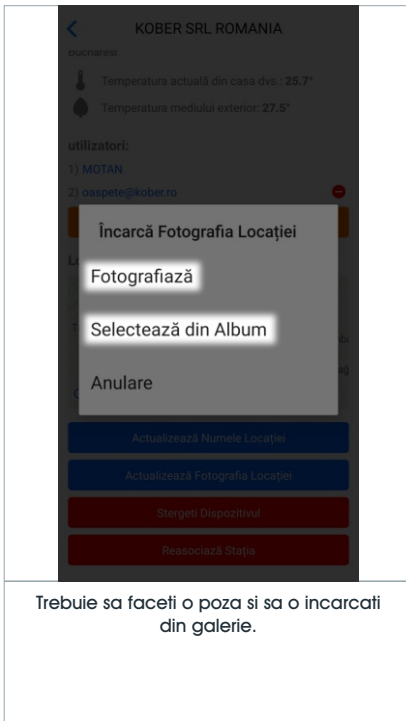 KOBER SRL ROMANIA
Bucharest
Temperatura actuală din casa dvs.: 25.7°
Temperatura mediului exterior: 27.5°
utilizatori:
1) MOTAN
2) oaspete@kober.ro
Încarcă Fotografia Locației
Fotografiază
Selectează din Album
Anulare
Actualizează Numele Locației
Actualizează Fotografia Locației
Stergeti Dispozitivul
Reasociază Stația
Trebuie sa faceti o poza si sa o incarcati
din galerie.